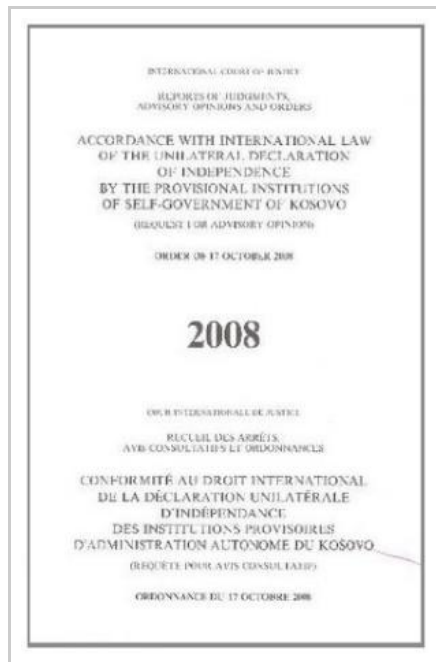 INTERNATIONAL COURT OF JUSTICE
REPORTS OF JUDGMENTS,
ADVISORY OPINIONS AND ORDERS
ACCORDANCE WITH INTERNATIONAL LAW
OF THE UNILATERAL DECLARATION
OF INDEPENDENCE
BY THE PROVISIONAL INSTITUTIONS
OF SELF-GOVERNMENT OF KOSOVO
(REQUEST FOR ADVISORY OPINION)
ORDER OF 17 OCTOBER 2008
2008
COUR INTERNATIONALE DE JUSTICE
RECUEIL DES ARRÊTS,
AVIS CONSULTATIFS ET ORDONNANCES
CONFORMITÉ AU DROIT INTERNATIONAL
DE LA DÉCLARATION UNILATÉRALE
D'INDÉPENDANCE
DES INSTITUTIONS PROVISOIRES
D'ADMINISTRATION AUTONOME DU KOSOVO
(REQUÊTE POUR AVIS CONSULTATIF)
ORDONNANCE DU 17 OCTOBRE 2008